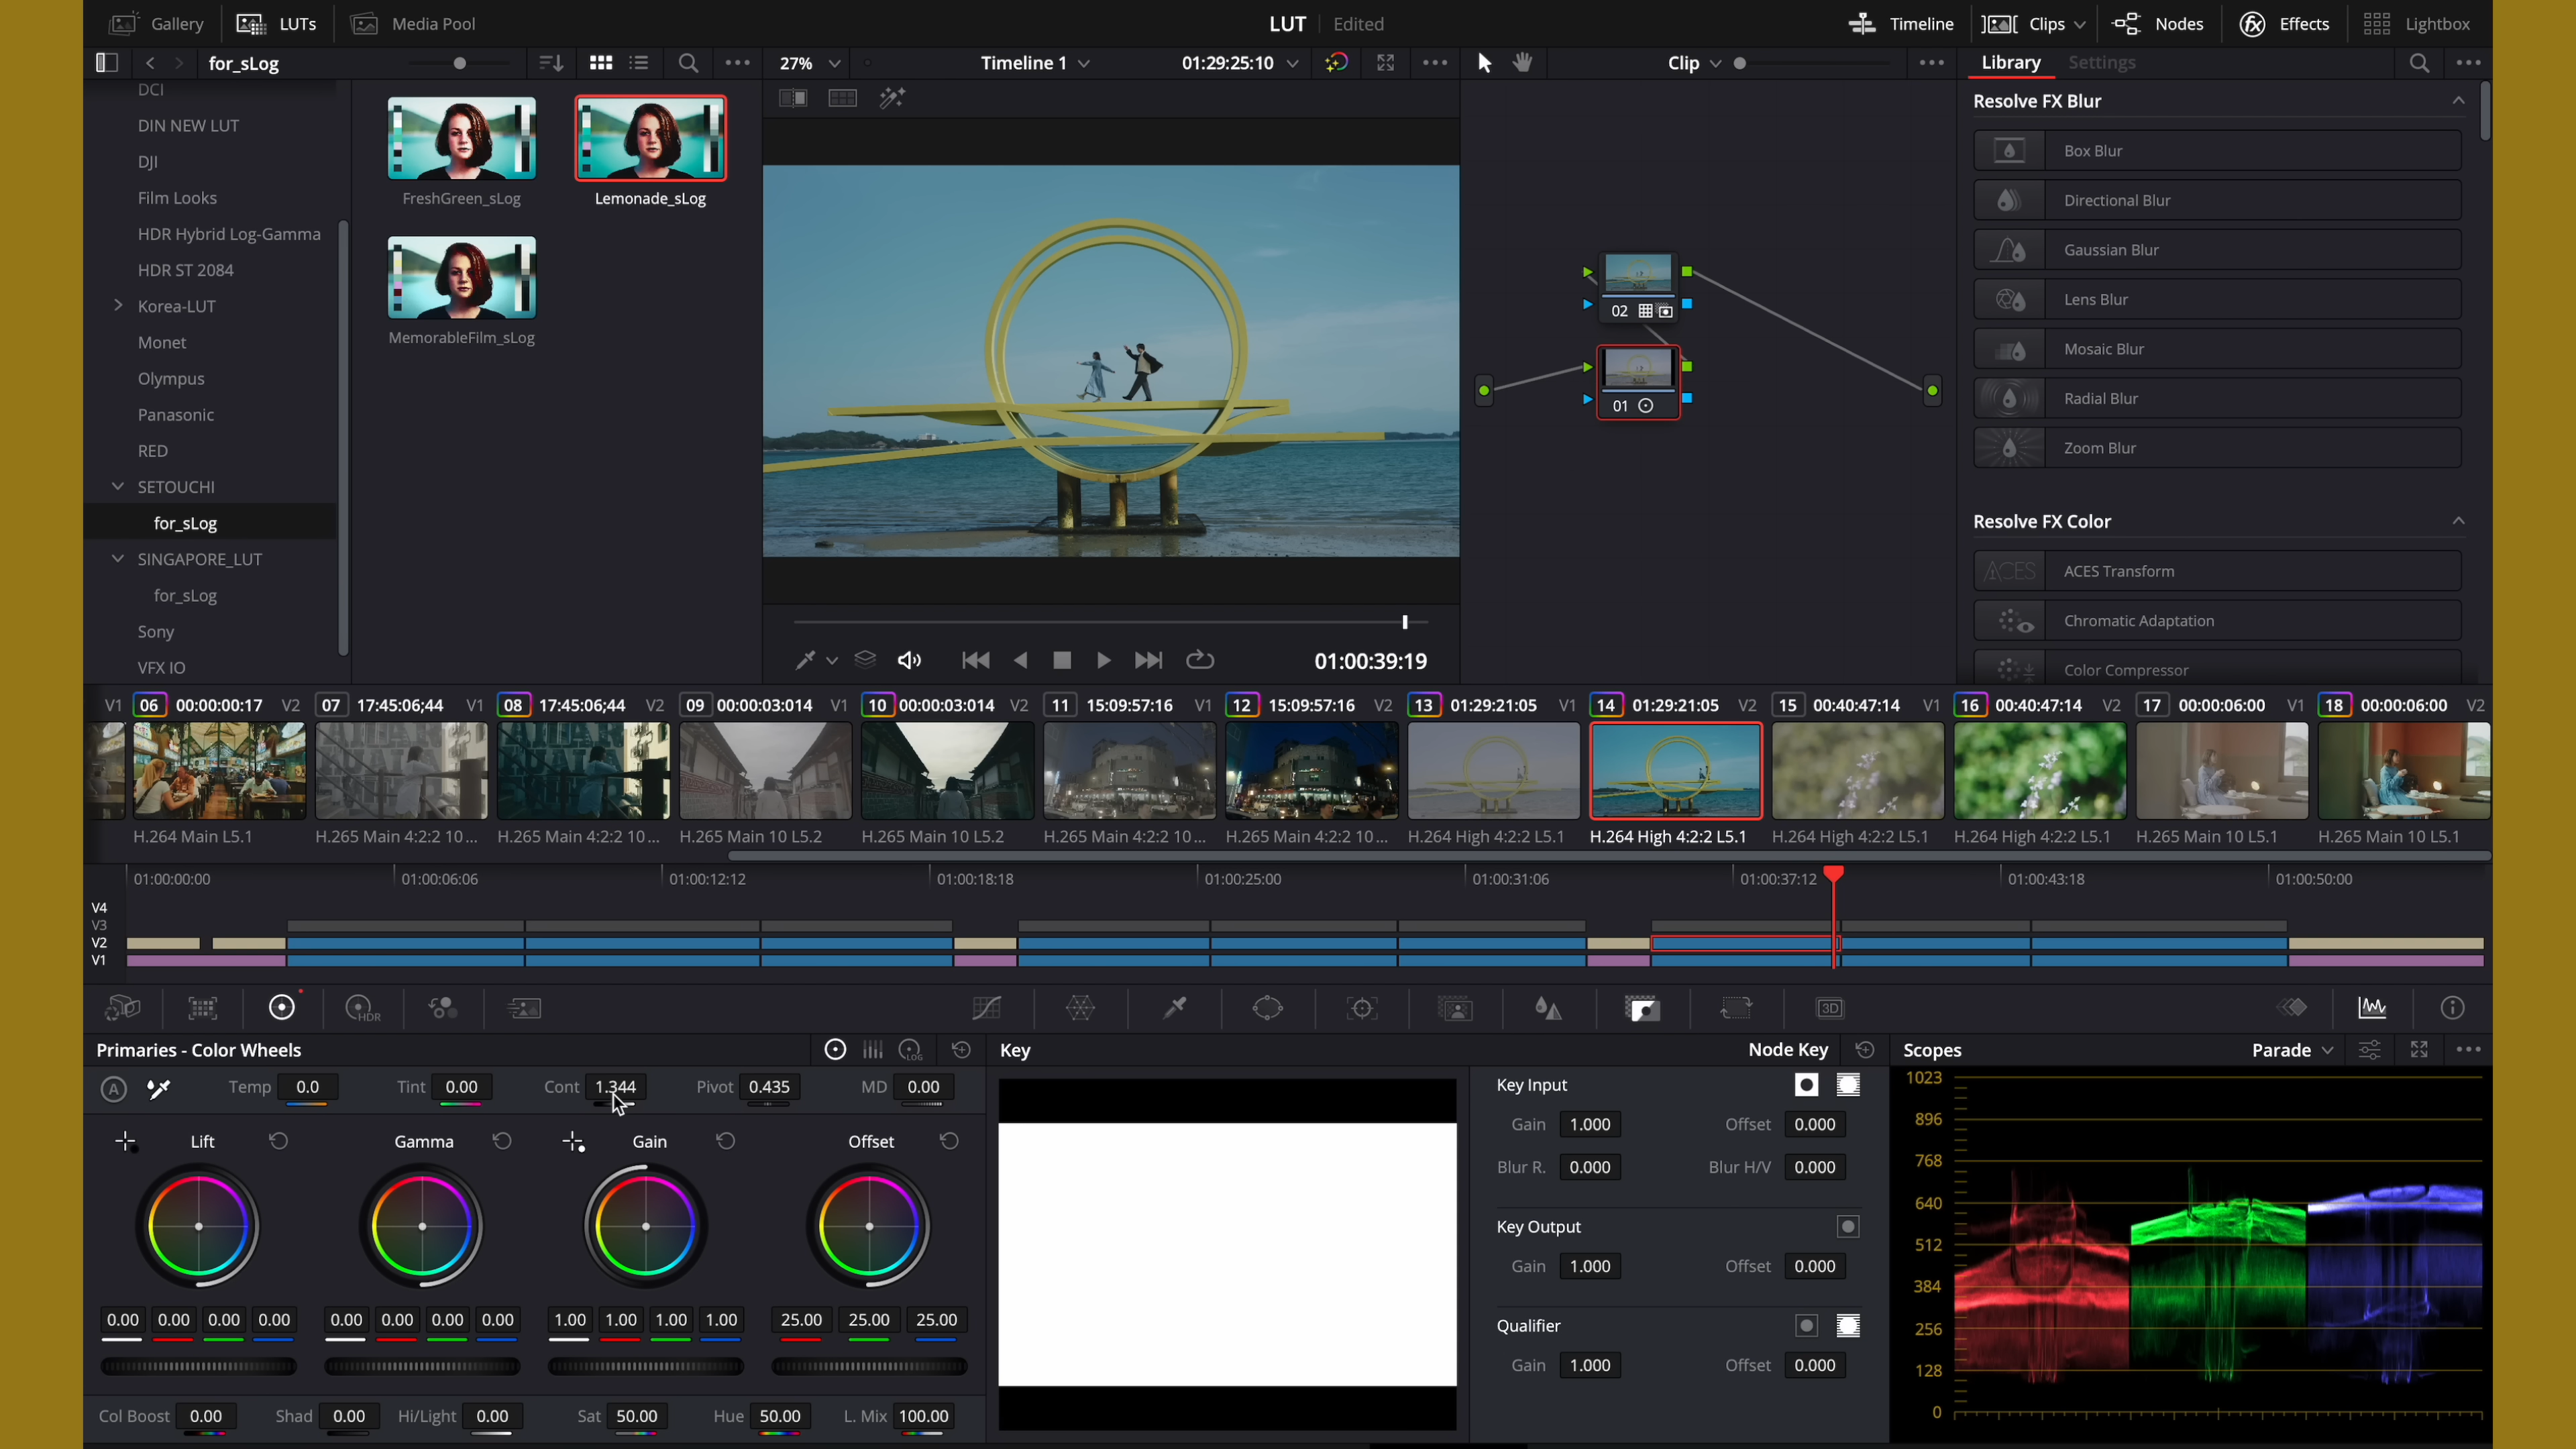 Gallery LUTs Media Pool LUT Edited Timeline Clips Nodes Effects Lightbox
for_sLog 27% Timeline 1 01:29:25:10 Clip Library Settings
DCI
DIN NEW LUT
DJI
Film Looks
HDR Hybrid Log-Gamma
HDR ST 2084
Korea-LUT
Monet
Olympus
Panasonic
RED
SETOUCHI
for_sLog
SINGAPORE_LUT
for_sLog
Sony
VFX IO
FreshGreen_sLog Lemonade_sLog
MemorableFilm_sLog
01:00:39:19
02
01
Resolve FX Blur
Box Blur
Directional Blur
Gaussian Blur
Lens Blur
Mosaic Blur
Radial Blur
Zoom Blur
Resolve FX Color
ACES ACES Transform
Chromatic Adaptation
Color Compressor
V1 06 00:00:00:17 V2 07 17:45:06;44 V1 08 17:45:06;44 V2 09 00:00:03:014 V1 10 00:00:03:014 V2 11 15:09:57:16 V1 12 15:09:57:16 V2 13 01:29:21:05 V1 14 01:29:21:05 V2 15 00:40:47:14 V1 16 00:40:47:14 V2 17 00:00:06:00 V1 18 00:00:06:00 V2
H.264 Main L5.1 H.265 Main 4:2:2 10... H.265 Main 4:2:2 10... H.265 Main 10 L5.2 H.265 Main 10 L5.2 H.265 Main 4:2:2 10... H.265 Main 4:2:2 10... H.264 High 4:2:2 L5.1 H.264 High 4:2:2 L5.1 H.264 High 4:2:2 L5.1 H.264 High 4:2:2 L5.1 H.265 Main 10 L5.1 H.265 Main 10 L5.1
01:00:00:00 01:00:06:06 01:00:12:12 01:00:18:18 01:00:25:00 01:00:31:06 01:00:37:12 01:00:43:18 01:00:50:00
V4
V3
V2
V1
HDR 3D
Primaries - Color Wheels LOG
A Temp 0.0 Tint 0.00 Cont 1.344 Pivot 0.435 MD 0.00
Lift Gamma Gain Offset
0.00 0.00 0.00 0.00 0.00 0.00 0.00 0.00 1.00 1.00 1.00 1.00 25.00 25.00 25.00
Col Boost 0.00 Shad 0.00 Hi/Light 0.00 Sat 50.00 Hue 50.00 L. Mix 100.00
Key Node Key
Key Input
Gain 1.000 Offset 0.000
Blur R. 0.000 Blur H/V 0.000
Key Output
Gain 1.000 Offset 0.000
Qualifier
Gain 1.000 Offset 0.000
Scopes Parade
1023
896
768
640
512
384
256
128
0